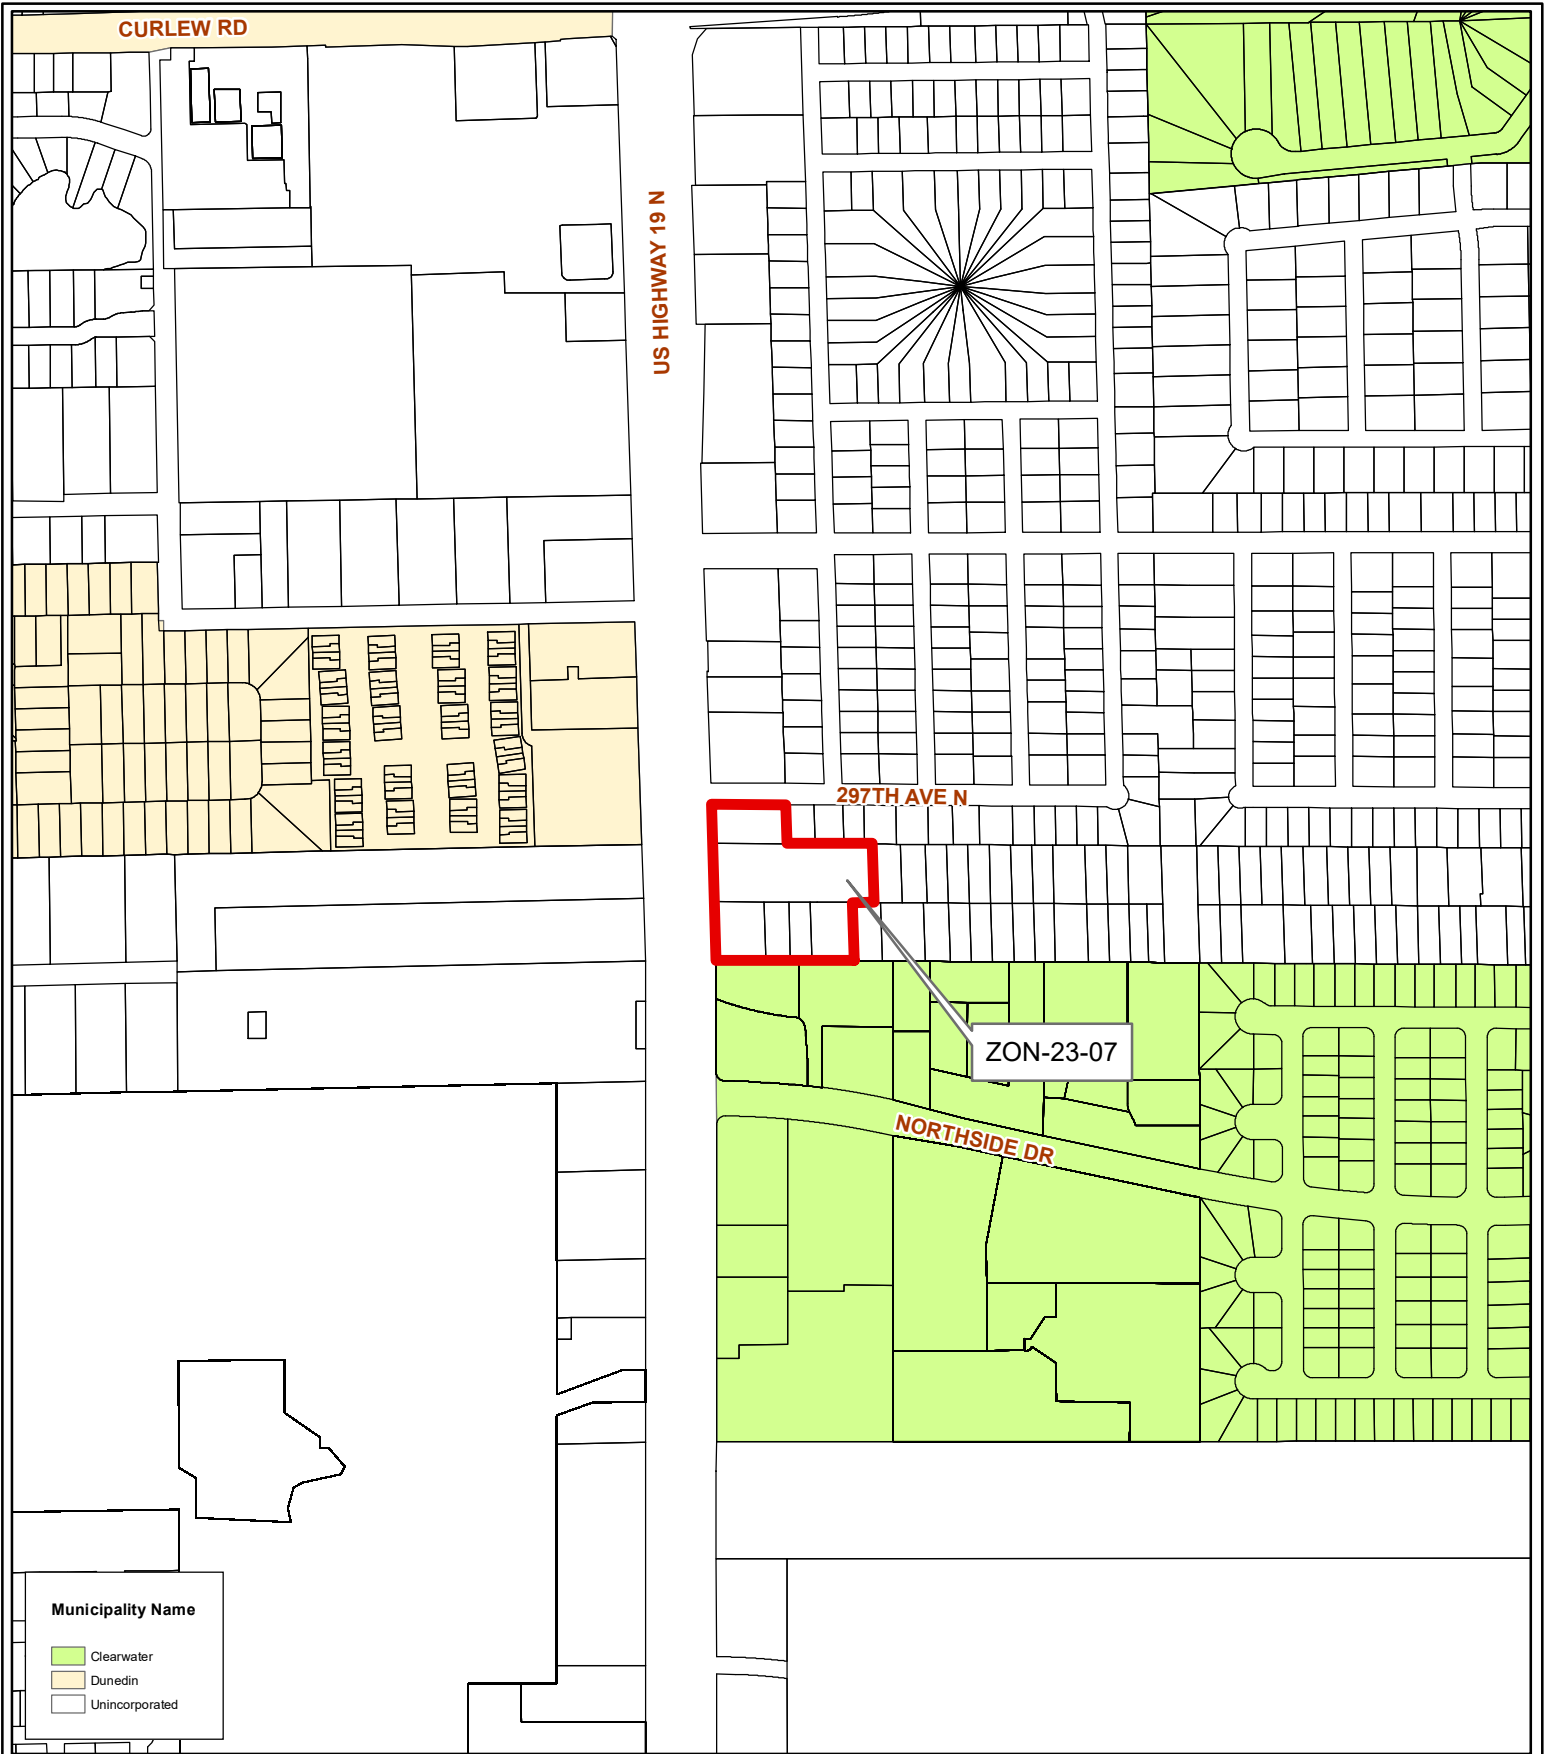 CURLEW RD
US HIGHWAY 19 N
297TH AVE N
ZON-23-07
NORTHSIDE DR
Municipality Name
Clearwater
Dunedin
Unincorporated